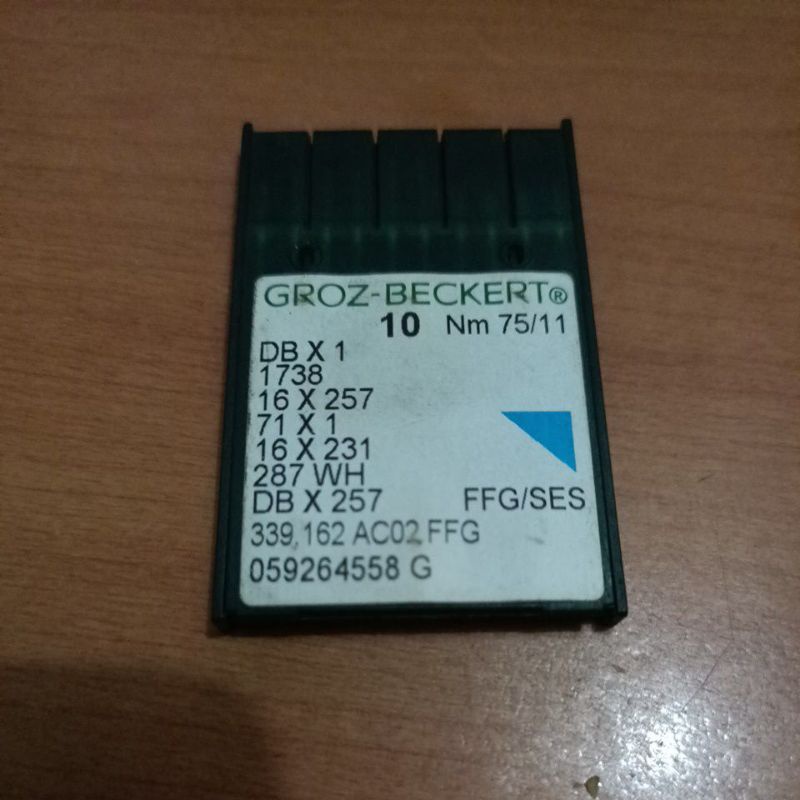 GROZ-BECKERT®
10 Nm 75/11
DB X 1
1738
16 X 257
71 X 1
16 X 231
287 WH
DB X 257 FFG/SES
339,162 AC02 FFG
059264558 G